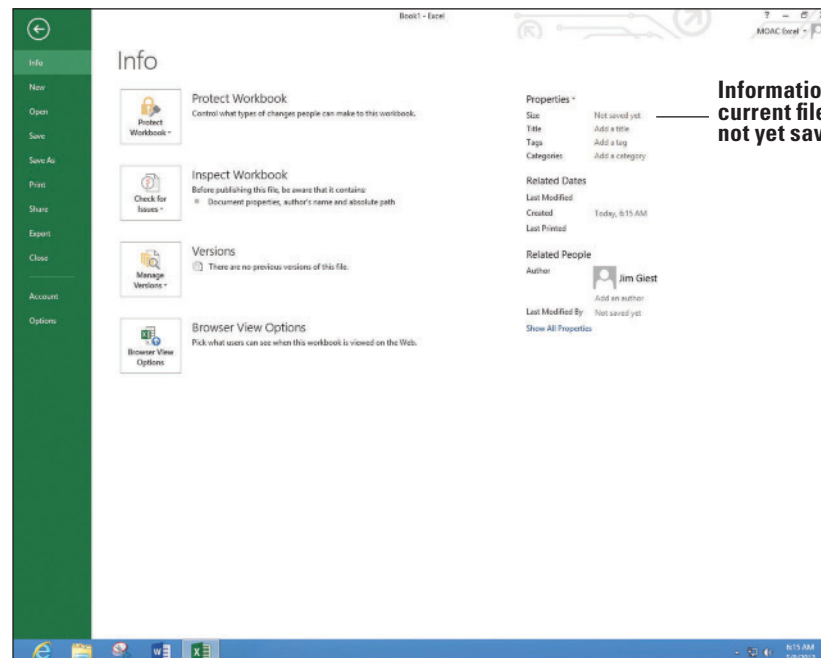 Book1 - Excel
MOAC Excel
Info
New
Open
Save
Save As
Print
Share
Export
Close
Account
Options
Info
Protect Workbook
Protect Workbook
Control what types of changes people can make to this workbook.
Check for Issues
Inspect Workbook
Before publishing this file, be aware that it contains:
Document properties, author's name and absolute path
Manage Versions
Versions
There are no previous versions of this file.
Browser View Options
Browser View Options
Pick what users can see when this workbook is viewed on the Web.
Properties
Size Not saved yet
Title Add a title
Tags Add a tag
Categories Add a category
Related Dates
Last Modified
Created Today, 6:15 AM
Last Printed
Related People
Author Jim Giest
Add an author
Last Modified By Not saved yet
Show All Properties
current file
not yet
6:15 AM